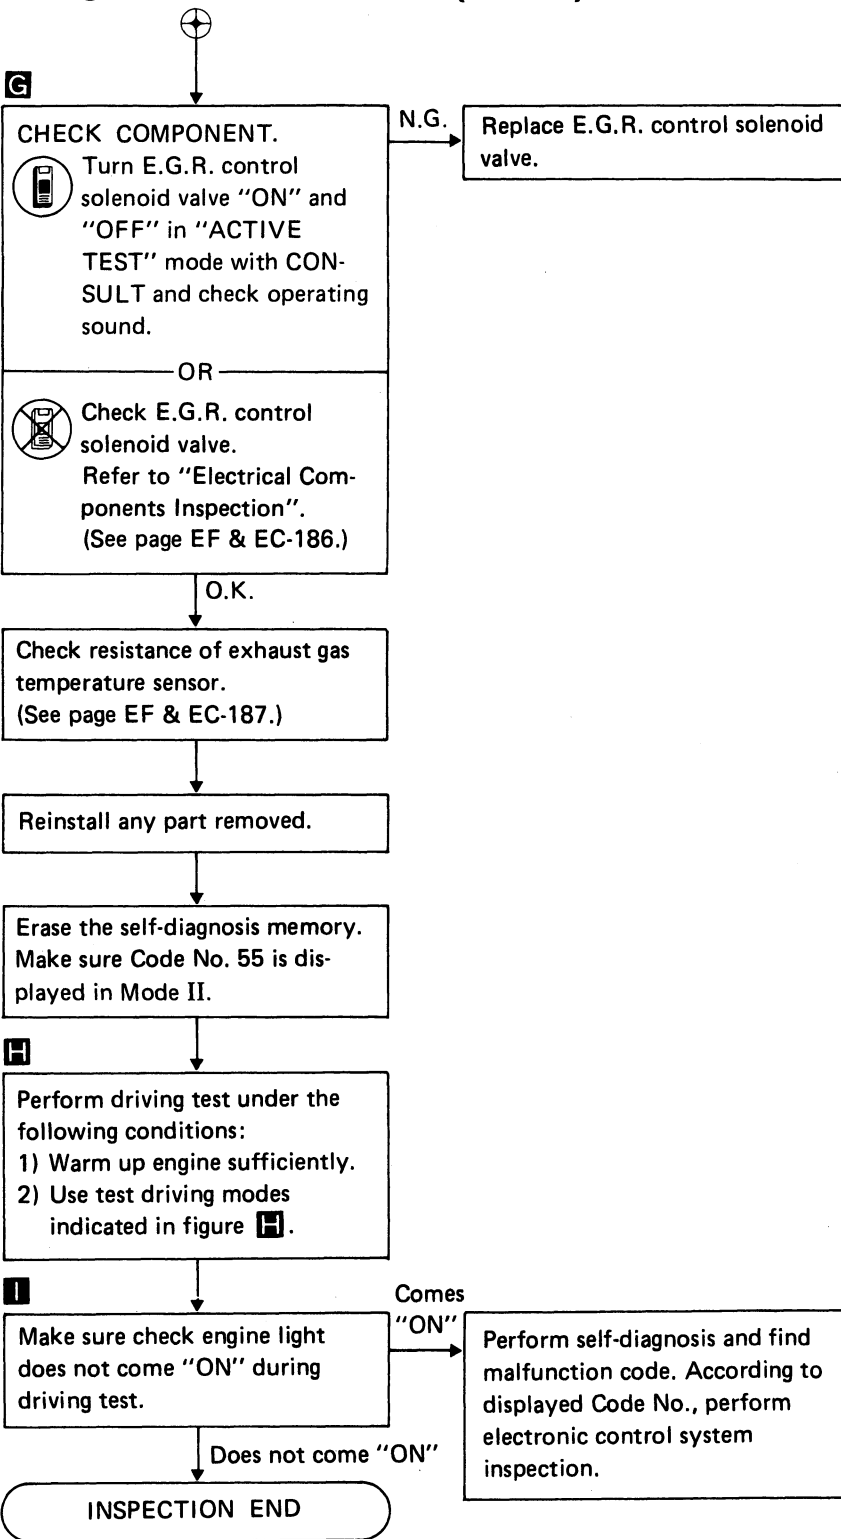 G
CHECK COMPONENT.
Turn E.G.R. control
solenoid valve "ON" and
"OFF" in "ACTIVE
TEST" mode with CON-
SULT and check operating
sound.
OR
Check E.G.R. control
solenoid valve.
Refer to "Electrical Com-
ponents Inspection".
(See page EF & EC-186.)
N.G.
Replace E.G.R. control solenoid
valve.
O.K.
Check resistance of exhaust gas
temperature sensor.
(See page EF & EC-187.)
Reinstall any part removed.
Erase the self-diagnosis memory.
Make sure Code No. 55 is dis-
played in Mode II.
H
Perform driving test under the
following conditions:
1) Warm up engine sufficiently.
2) Use test driving modes
indicated in figure H.
I
Make sure check engine light
does not come "ON" during
driving test.
Comes
"ON"
Perform self-diagnosis and find
malfunction code. According to
displayed Code No., perform
electronic control system
inspection.
Does not come "ON"
INSPECTION END